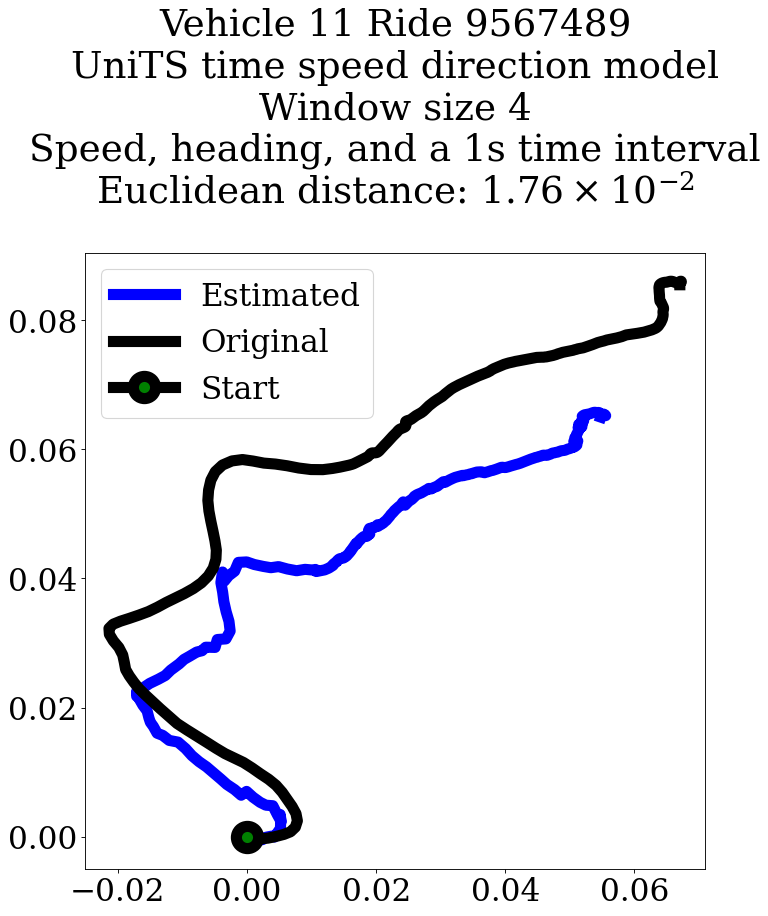 Vehicle 11 Ride 9567489
UniTS time speed direction model
Window size 4
Speed, heading, and a 1s time interval
Euclidean distance: 1.76 × 10⁻²
Estimated
Original
Start
0.08
0.06
0.04
0.02
0.00
−0.02 0.00 0.02 0.04 0.06